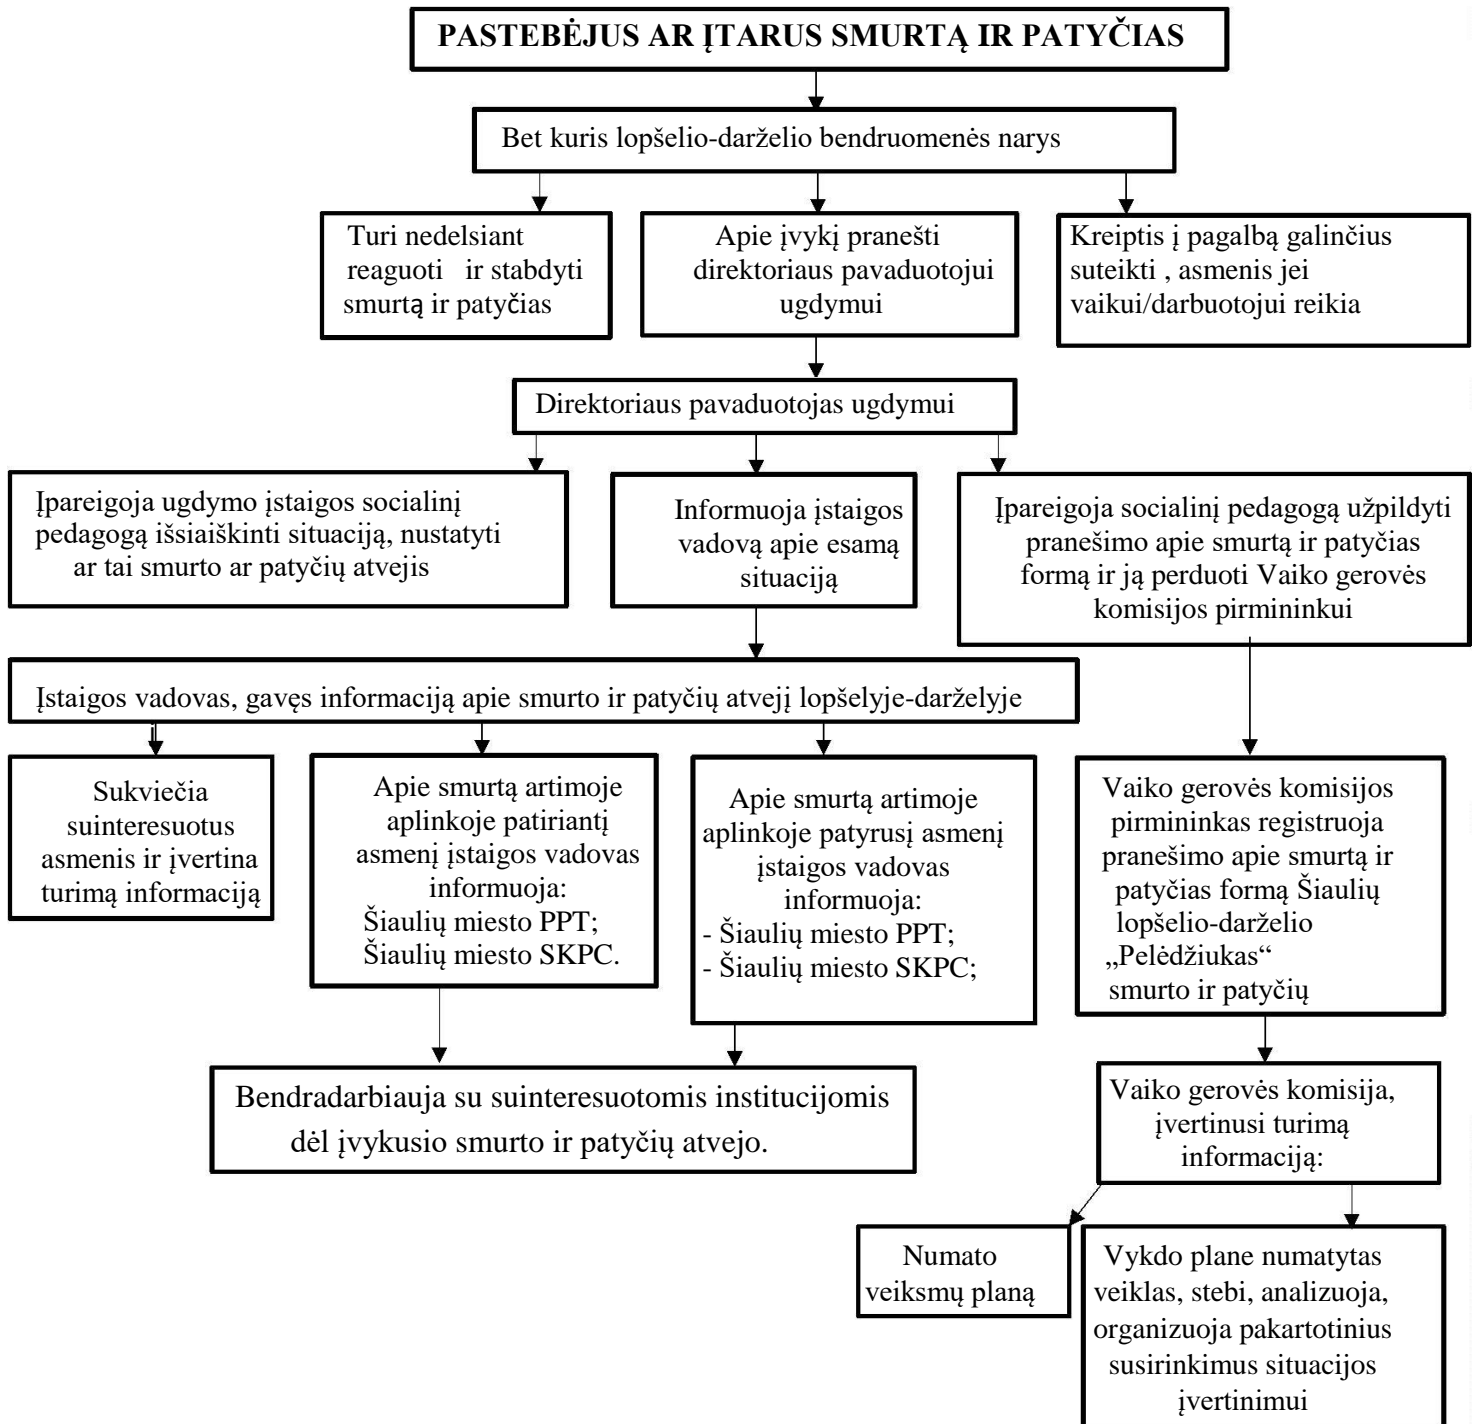 PASTEBĖJUS AR ĮTARUS SMURTĄ IR PATYČIAS
Bet kuris lopšelio-darželio bendruomenės narys
Turi nedelsiant
reaguoti ir stabdyti
smurtą ir patyčias
Apie įvykį pranešti
direktoriaus pavaduotojui
ugdymui
Kreiptis į pagalbą galinčius
suteikti , asmenis jei
vaikui/darbuotojui reikia
Direktoriaus pavaduotojas ugdymui
Įpareigoja ugdymo įstaigos socialinį
pedagogą išsiaiškinti situaciją, nustatyti
ar tai smurto ar patyčių atvejis
Informuoja įstaigos
vadovą apie esamą
situaciją
Įpareigoja socialinį pedagogą užpildyti
pranešimo apie smurtą ir patyčias
formą ir ją perduoti Vaiko gerovės
komisijos pirmininkui
Įstaigos vadovas, gavęs informaciją apie smurto ir patyčių atvejį lopšelyje-darželyje
Sukviečia
suinteresuotus
asmenis ir įvertina
turimą informaciją
Apie smurtą artimoje
aplinkoje patiriantį
asmenį įstaigos vadovas
informuoja:
Šiaulių miesto PPT;
Šiaulių miesto SKPC.
Apie smurtą artimoje
aplinkoje patyrusį asmenį
įstaigos vadovas
informuoja:
- Šiaulių miesto PPT;
- Šiaulių miesto SKPC;
Vaiko gerovės komisijos
pirmininkas registruoja
pranešimo apie smurtą ir
patyčias formą Šiaulių
lopšelio-darželio
„Pelėdžiukas“
smurto ir patyčių
Bendradarbiauja su suinteresuotomis institucijomis
dėl įvykusio smurto ir patyčių atvejo.
Vaiko gerovės komisija,
įvertinusi turimą
informaciją:
Numato
veiksmų planą
Vykdo plane numatytas
veiklas, stebi, analizuoja,
organizuoja pakartotinius
susirinkimus situacijos
įvertinimui